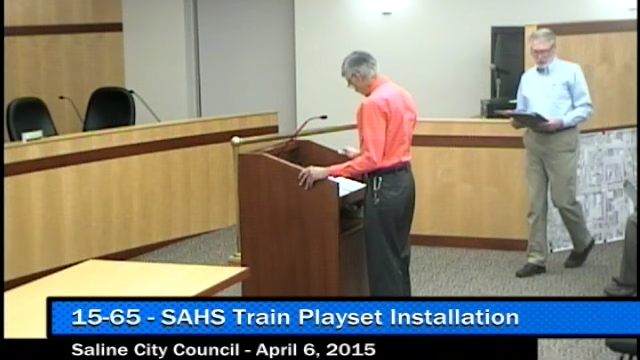 15-65 - SAHS Train Playset Installation
Saline City Council - April 6, 2015